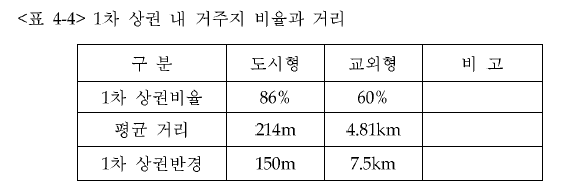 <표 4-4> 1차 상권 내 거주지 비율과 거리
구 분 도시형 교외형 비 고
1차 상권비율 86% 60%
평균 거리 214m 4.81km
1차 상권반경 150m 7.5km